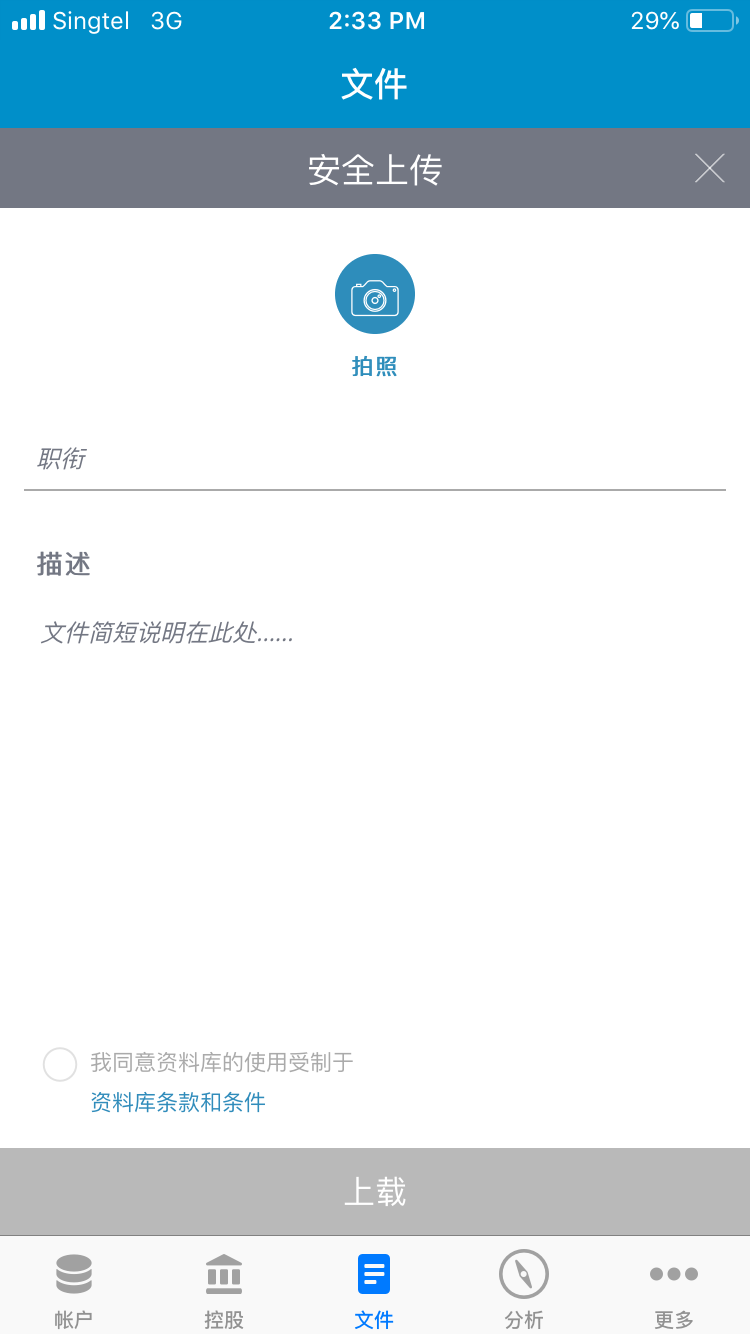 Singtel 3G 2:33 PM 29%
文件
安全上传
拍照
职衔
描述
文件简短说明在此处......
我同意资料库的使用受制于
资料库条款和条件
上载
帐户 控股 文件 分析 更多